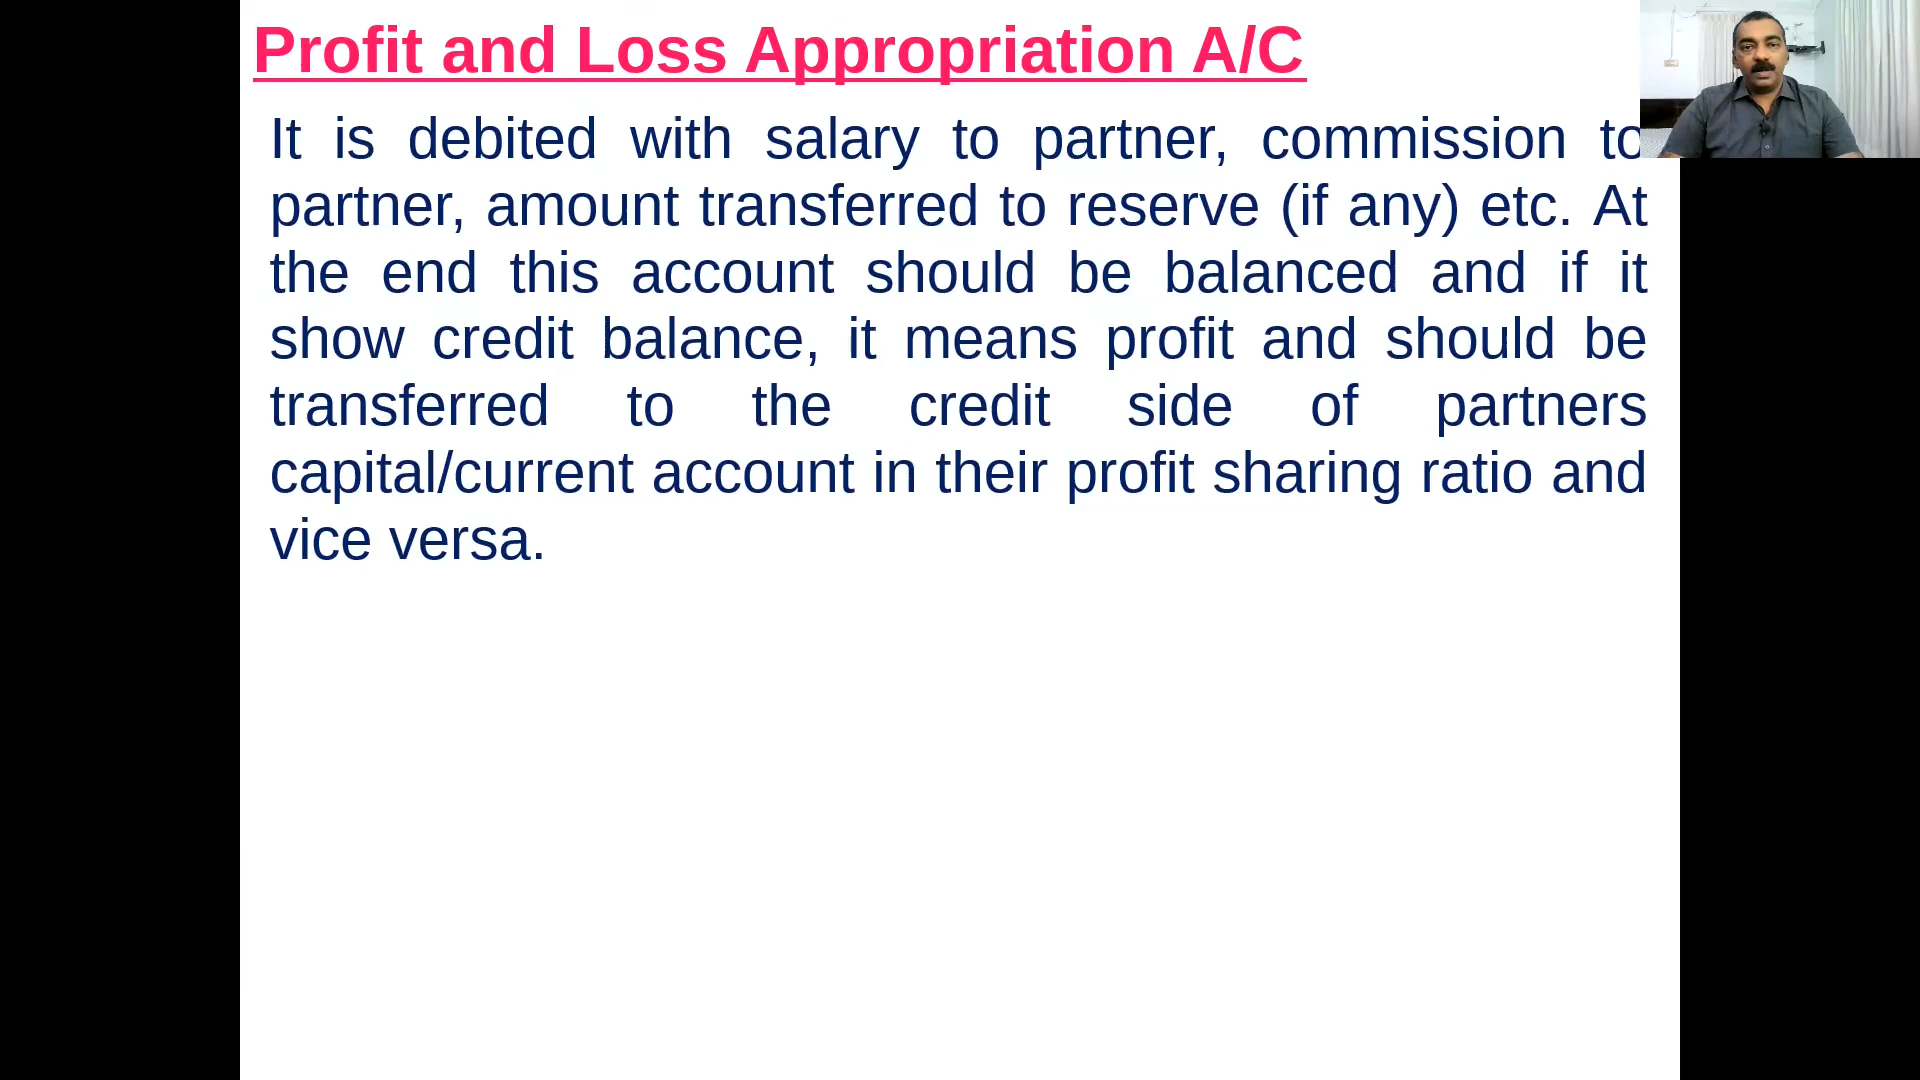 Profit and Loss Appropriation A/C
It is debited with salary to partner, commission to
partner, amount transferred to reserve (if any) etc. At
the end this account should be balanced and if it
show credit balance, it means profit and should be
transferred to the credit side of partners
capital/current account in their profit sharing ratio and
vice versa.